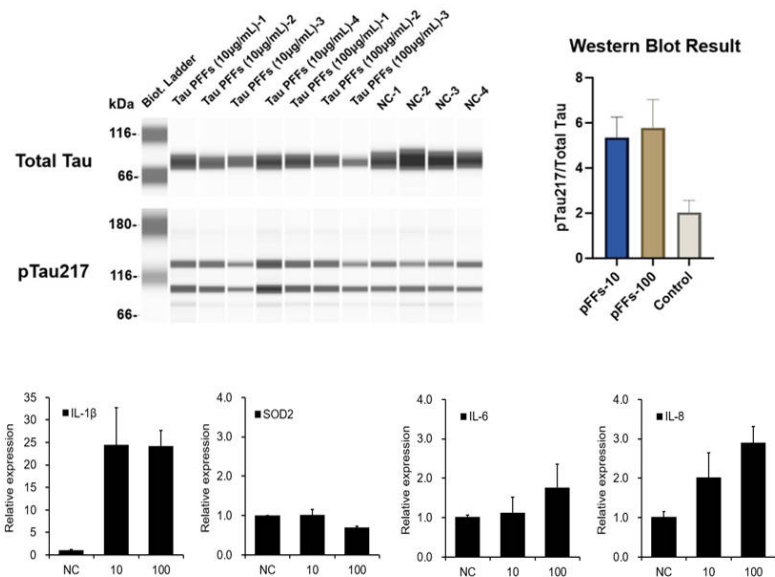 Biot. Ladder
Tau PFFs (10µg/mL)-1
Tau PFFs (10µg/mL)-2
Tau PFFs (10µg/mL)-3
Tau PFFs (10µg/mL)-4
Tau PFFs (100µg/mL)-1
Tau PFFs (100µg/mL)-2
Tau PFFs (100µg/mL)-3
NC-1
NC-2
NC-3
NC-4
kDa
116-
Total Tau
66-
180-
pTau217
116-
66-
Western Blot Result
pTau217/Total Tau
8
6
4
2
0
pFFs-10
pFFs-100
Control
Relative expression
35
30
25
20
15
10
5
0
IL-1β
NC 10 100
Relative expression
4.0
3.0
2.0
1.0
0.0
SOD2
NC 10 100
Relative expression
4.0
3.0
2.0
1.0
0.0
IL-6
NC 10 100
Relative expression
4.0
3.0
2.0
1.0
0.0
IL-8
NC 10 100